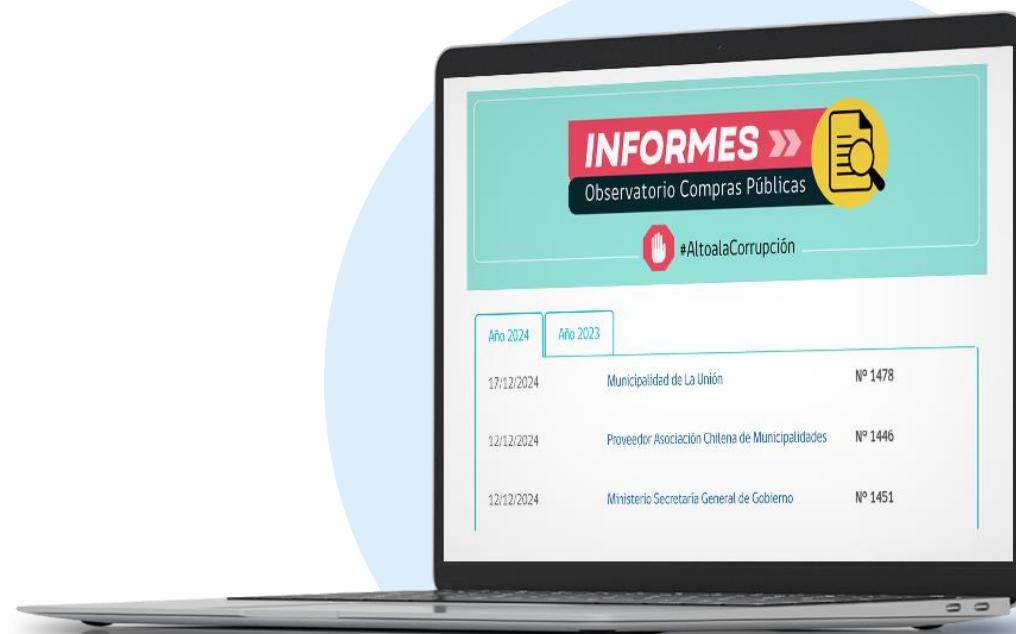 INFORMES
Observatorio Compras Públicas
#AltoalaCorrupción
Año 2024 Año 2023
17/12/2024 Municipalidad de La Unión Nº 1478
12/12/2024 Proveedor Asociación Chilena de Municipalidades Nº 1446
12/12/2024 Ministerio Secretaría General de Gobierno Nº 1451